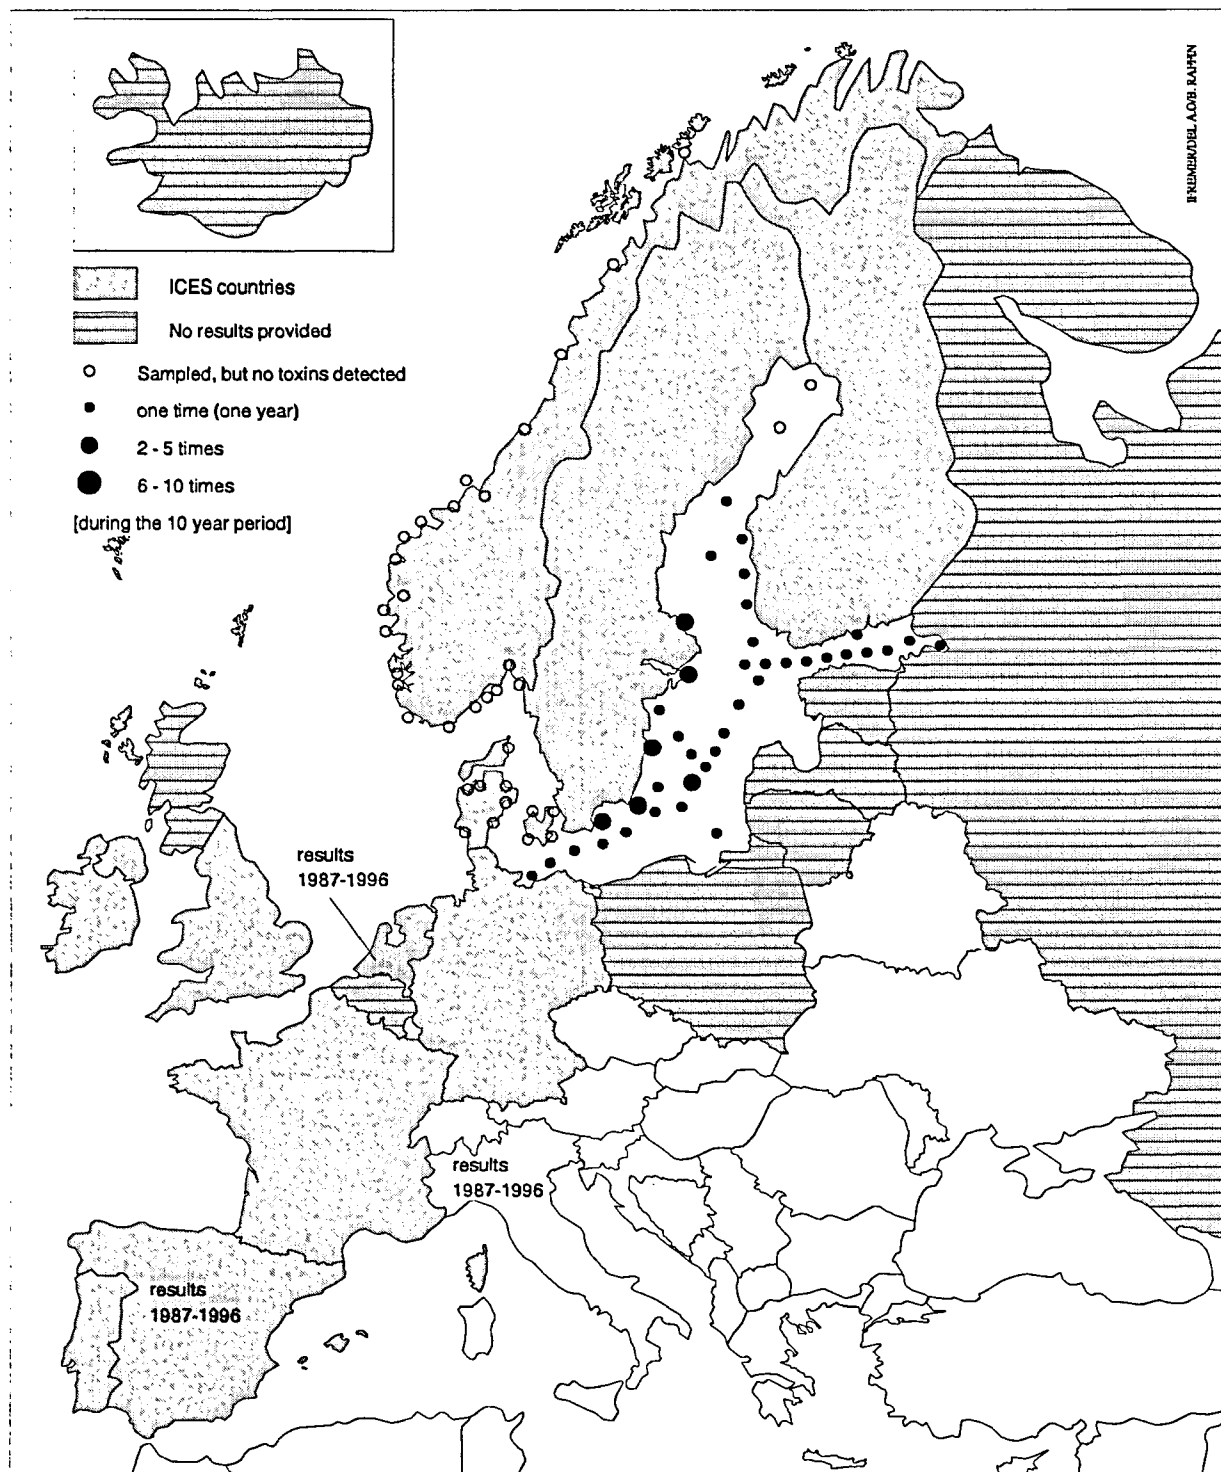 ICES countries
No results provided
Sampled, but no toxins detected
one time (one year)
2 - 5 times
6 - 10 times
[during the 10 year period]
results
1987-1996
results
1987-1996
results
1987-1996